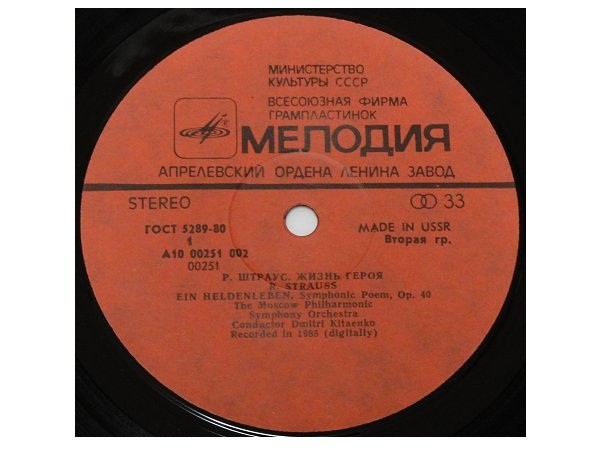 МИНИСТЕРСТВО
КУЛЬТУРЫ СССР
ВСЕСОЮЗНАЯ ФИРМА
ГРАМПЛАСТИНОК
МЕЛОДИЯ
АПРЕЛЕВСКИЙ ОРДЕНА ЛЕНИНА ЗАВОД
STEREO 33
ГОСТ 5289-80 MADE IN USSR
1 Вторая гр.
А10 00251 002
00251
Р. ШТРАУС. ЖИЗНЬ ГЕРОЯ
R. STRAUSS
EIN HELDENLEBEN, Symphonic Poem, Op. 40
The Moscow Philharmonic
Symphony Orchestra
Conductor Dmitri Kitaenko
Recorded in 1985 (digitally)